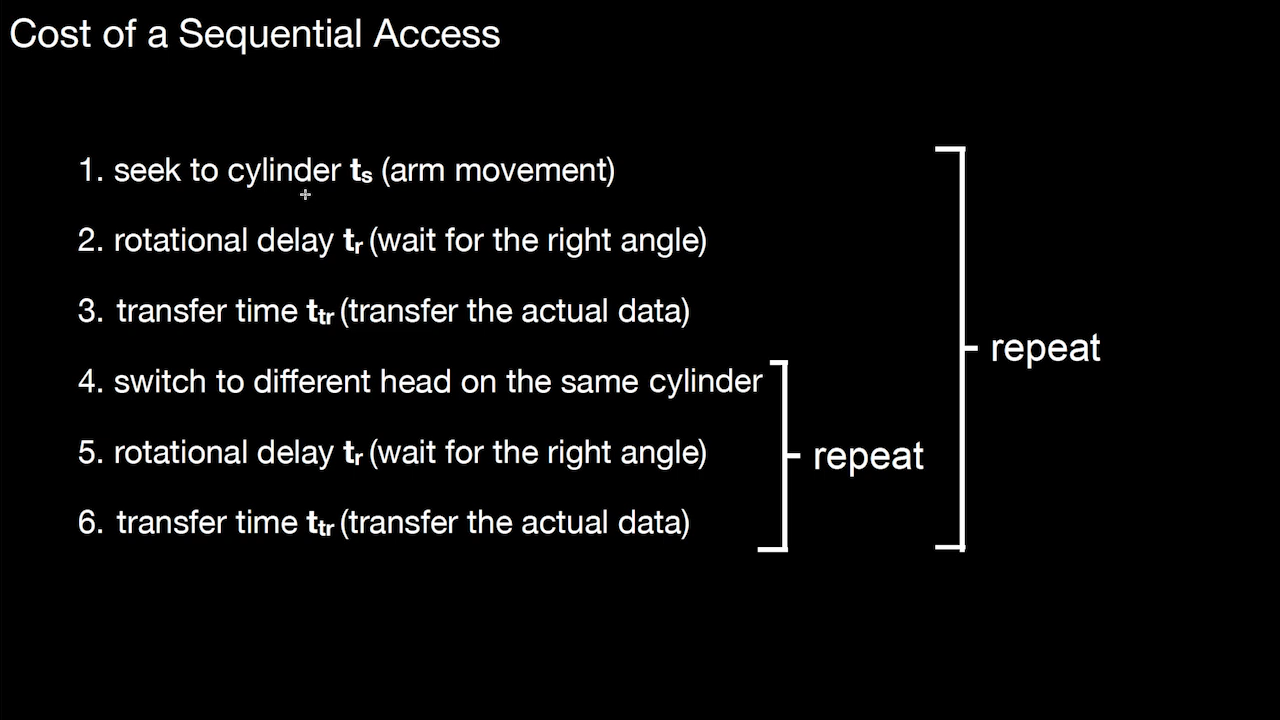 Cost of a Sequential Access
1. seek to cylinder ts (arm movement)
2. rotational delay tr (wait for the right angle)
3. transfer time ttr (transfer the actual data)
repeat
4. switch to different head on the same cylinder
5. rotational delay tr (wait for the right angle)
repeat
6. transfer time ttr (transfer the actual data)